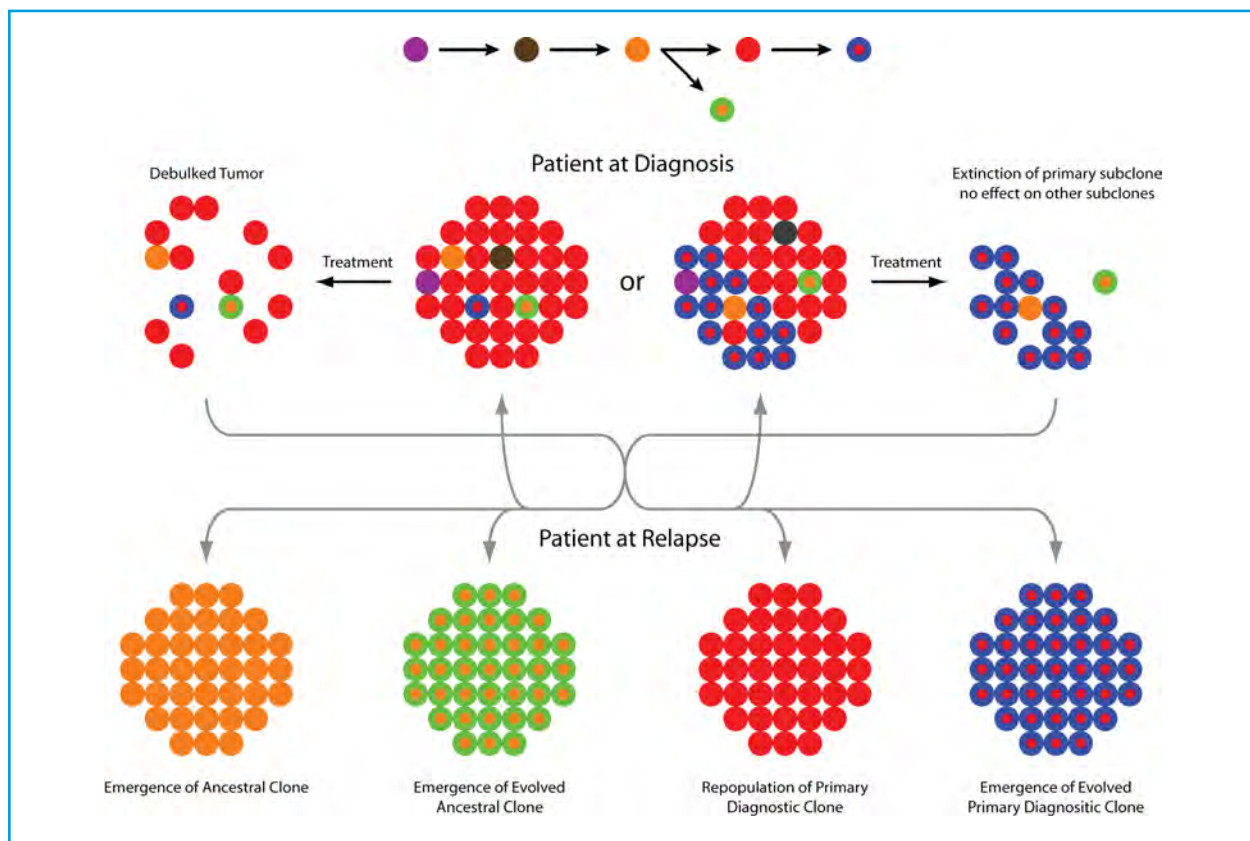 Patient at Diagnosis
Debulked Tumor
Extinction of primary subclone
no effect on other subclones
Treatment
or
Treatment
Patient at Relapse
Emergence of Ancestral Clone
Emergence of Evolved
Ancestral Clone
Repopulation of Primary
Diagnostic Clone
Emergence of Evolved
Primary Diagnositic Clone